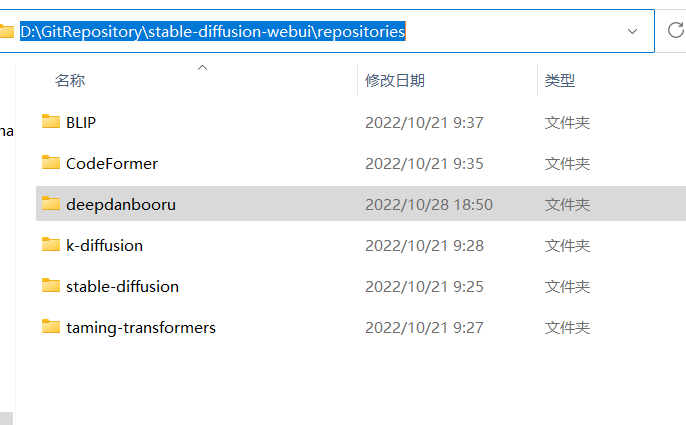 D:\GitRepository\stable-diffusion-webui\repositories
名称 修改日期 类型
na
BLIP 2022/10/21 9:37 文件夹
CodeFormer 2022/10/21 9:35 文件夹
deepdanbooru 2022/10/28 18:50 文件夹
k-diffusion 2022/10/21 9:28 文件夹
stable-diffusion 2022/10/21 9:25 文件夹
taming-transformers 2022/10/21 9:27 文件夹